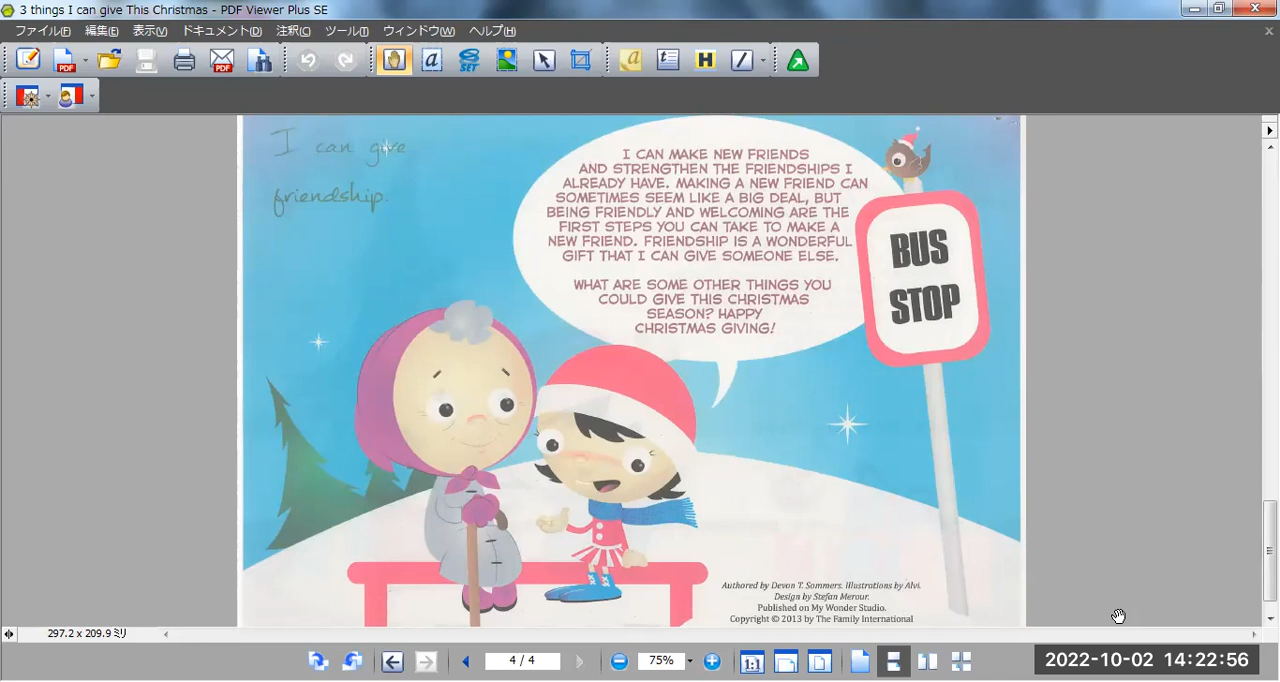 3 things I can give This Christmas - PDF Viewer Plus SE
ファイル(F) 編集(E) 表示(V) ドキュメント(D) 注釈(C) ツール(T) ウィンドウ(W) ヘルプ(H)
I can give
friendship.
I CAN MAKE NEW FRIENDS
AND STRENGTHEN THE FRIENDSHIPS I
ALREADY HAVE. MAKING A NEW FRIEND CAN
SOMETIMES SEEM LIKE A BIG DEAL, BUT
BEING FRIENDLY AND WELCOMING ARE THE
FIRST STEPS YOU CAN TAKE TO MAKE A
NEW FRIEND. FRIENDSHIP IS A WONDERFUL
GIFT THAT I CAN GIVE SOMEONE ELSE.
WHAT ARE SOME OTHER THINGS YOU
COULD GIVE THIS CHRISTMAS
SEASON? HAPPY
CHRISTMAS GIVING!
BUS
STOP
Authored by Devon T. Sommers. Illustrations by Alvi.
Design by Stefan Merour.
Published on My Wonder Studio.
Copyright © 2013 by The Family International
297.2 x 209.9 ミリ
4 / 4
75%
1:1
2022-10-02 14:22:56